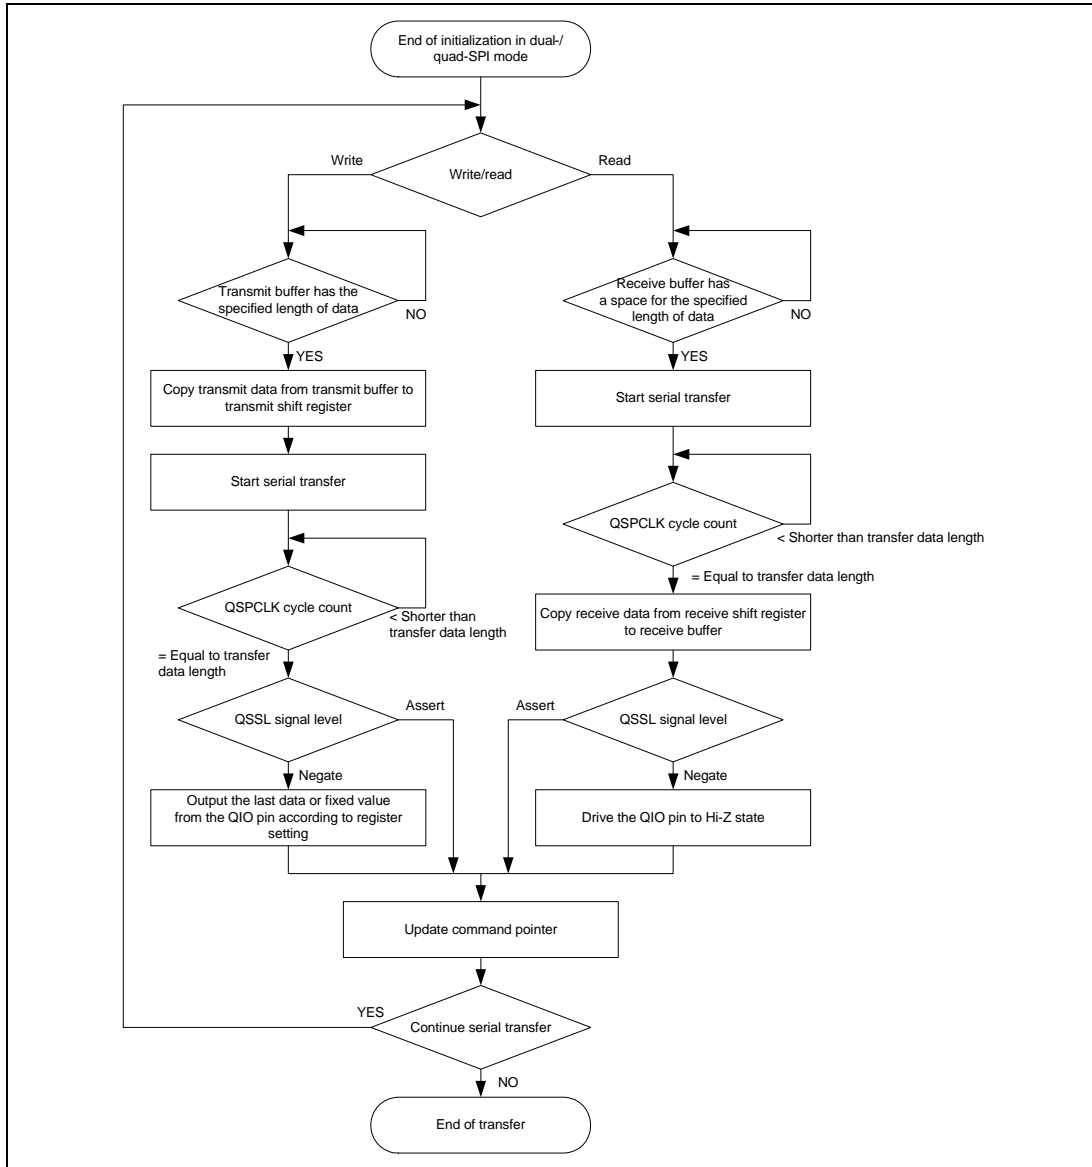 End of initialization in dual-/
quad-SPI mode
Write
Read
Write/read
Transmit buffer has the
specified length of data
NO
YES
Copy transmit data from transmit buffer to
transmit shift register
Start serial transfer
QSPCLK cycle count
< Shorter than
transfer data length
= Equal to transfer
data length
QSSL signal level
Assert
Negate
Output the last data or fixed value
from the QIO pin according to register
setting
Receive buffer has
a space for the specified
length of data
NO
YES
Start serial transfer
QSPCLK cycle count
< Shorter than transfer data length
= Equal to transfer data length
Copy receive data from receive shift register
to receive buffer
Assert
QSSL signal level
Negate
Drive the QIO pin to Hi-Z state
Update command pointer
YES
Continue serial transfer
NO
End of transfer